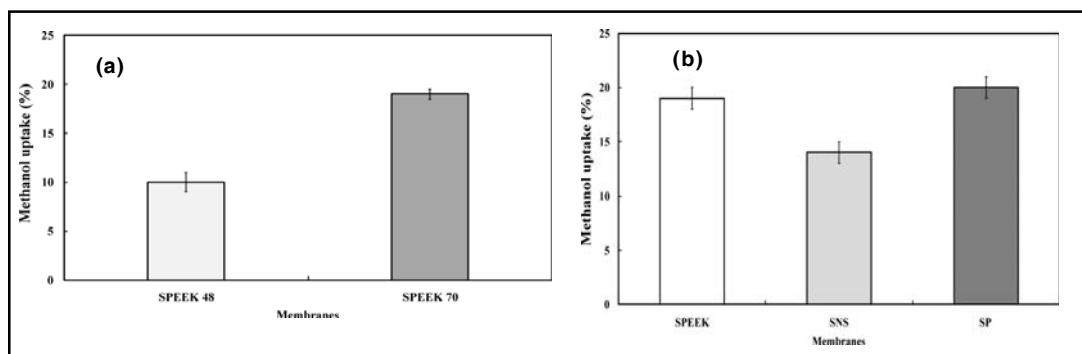 (a)
Methanol uptake (%)
25
20
15
10
5
0
SPEEK 48
SPEEK 70
Membranes
(b)
Methanol uptake (%)
25
20
15
10
5
0
SPEEK
SNS
SP
Membranes